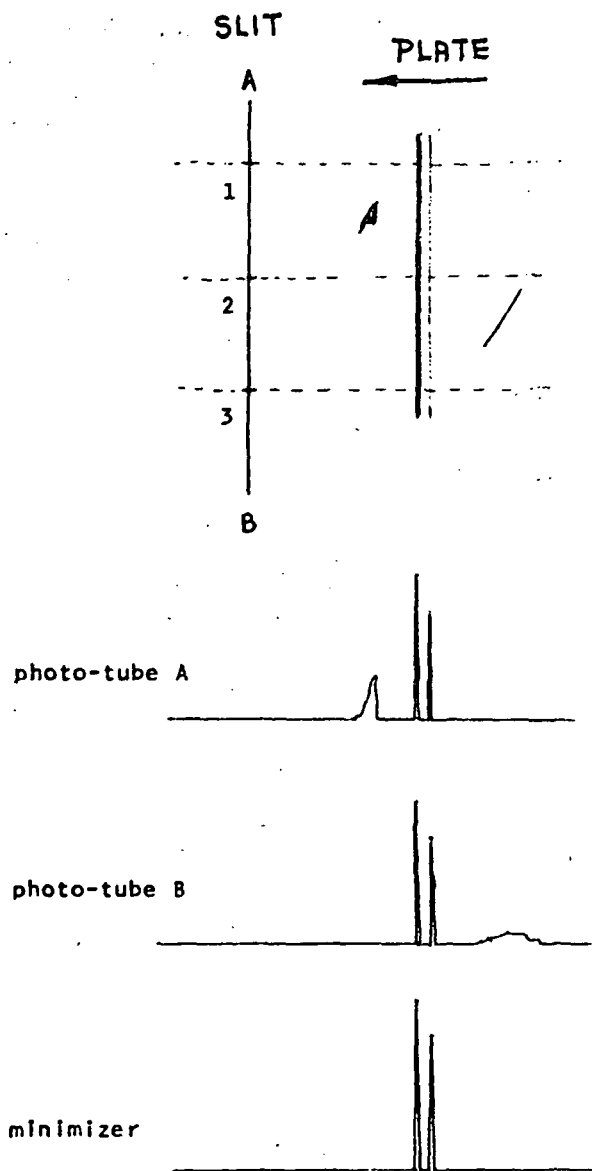 SLIT
PLATE
A
1
2
3
B
photo-tube A
photo-tube B
minimizer